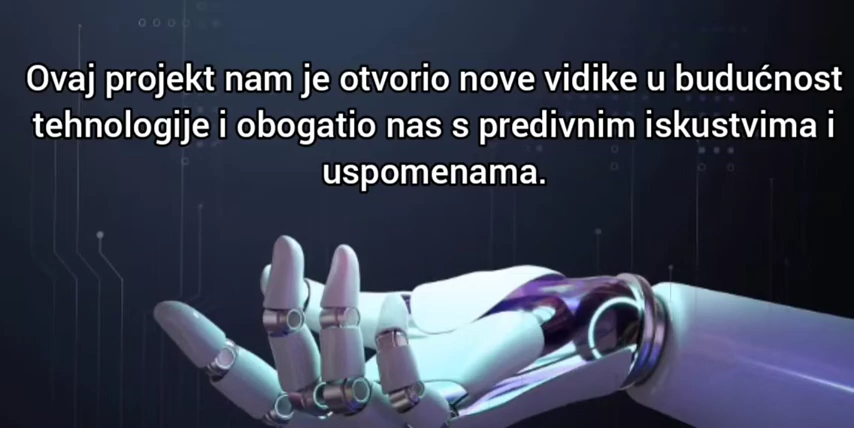 Ovaj projekt nam je otvorio nove vidike u budućnost
tehnologije i obogatio nas s predivnim iskustvima i
uspomenama.